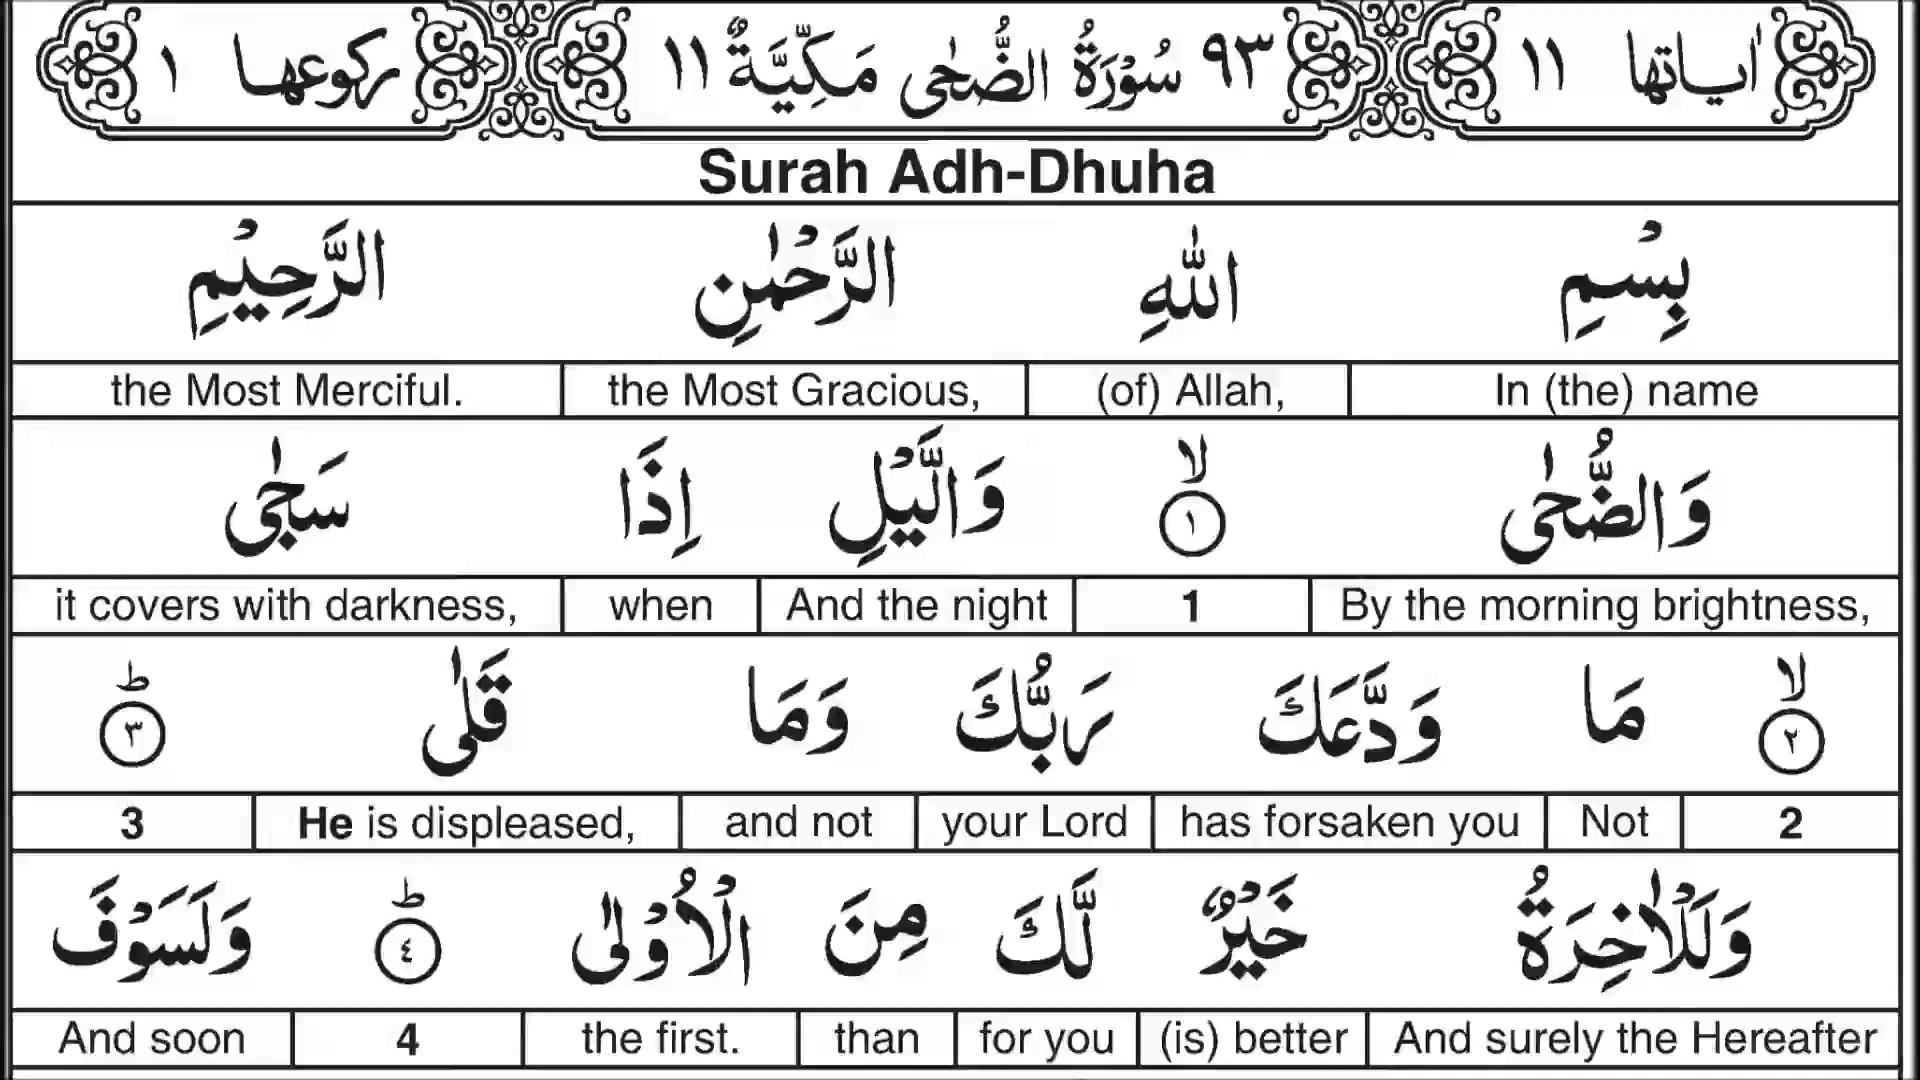 اٰياتها ١١ ٩٣ سُوْرَةُ الضُّحٰى مَكِّيَّةٌ ١١ ركوعها ١
Surah Adh-Dhuha
بِسْمِ اللّٰهِ الرَّحْمٰنِ الرَّحِيْمِ
In (the) name (of) Allah, the Most Gracious, the Most Merciful.
وَالضُّحٰى ۙ ١ وَالَّيْلِ اِذَا سَجٰى
By the morning brightness, 1 And the night when it covers with darkness,
ۙ ٢ مَا وَدَّعَكَ رَبُّكَ وَمَا قَلٰى ؕ ٣
2 Not has forsaken you your Lord and not He is displeased, 3
وَلَلْاٰخِرَةُ خَيْرٌ لَّكَ مِنَ الْاُوْلٰى ؕ ٤ وَلَسَوْفَ
And surely the Hereafter (is) better for you than the first. 4 And soon